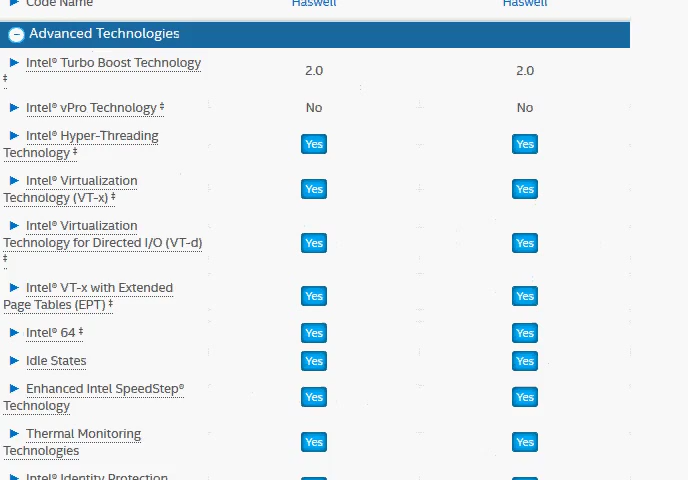 Code Name Haswell Haswell
Advanced Technologies
Intel® Turbo Boost Technology
‡
2.0 2.0
Intel® vPro Technology ‡ No No
Intel® Hyper-Threading
Technology ‡
Yes Yes
Intel® Virtualization
Technology (VT-x) ‡
Yes Yes
Intel® Virtualization
Technology for Directed I/O (VT-d)
‡
Yes Yes
Intel® VT-x with Extended
Page Tables (EPT) ‡
Yes Yes
Intel® 64 ‡ Yes Yes
Idle States Yes Yes
Enhanced Intel SpeedStep®
Technology
Yes Yes
Thermal Monitoring
Technologies
Yes Yes
Intel® Identity Protection